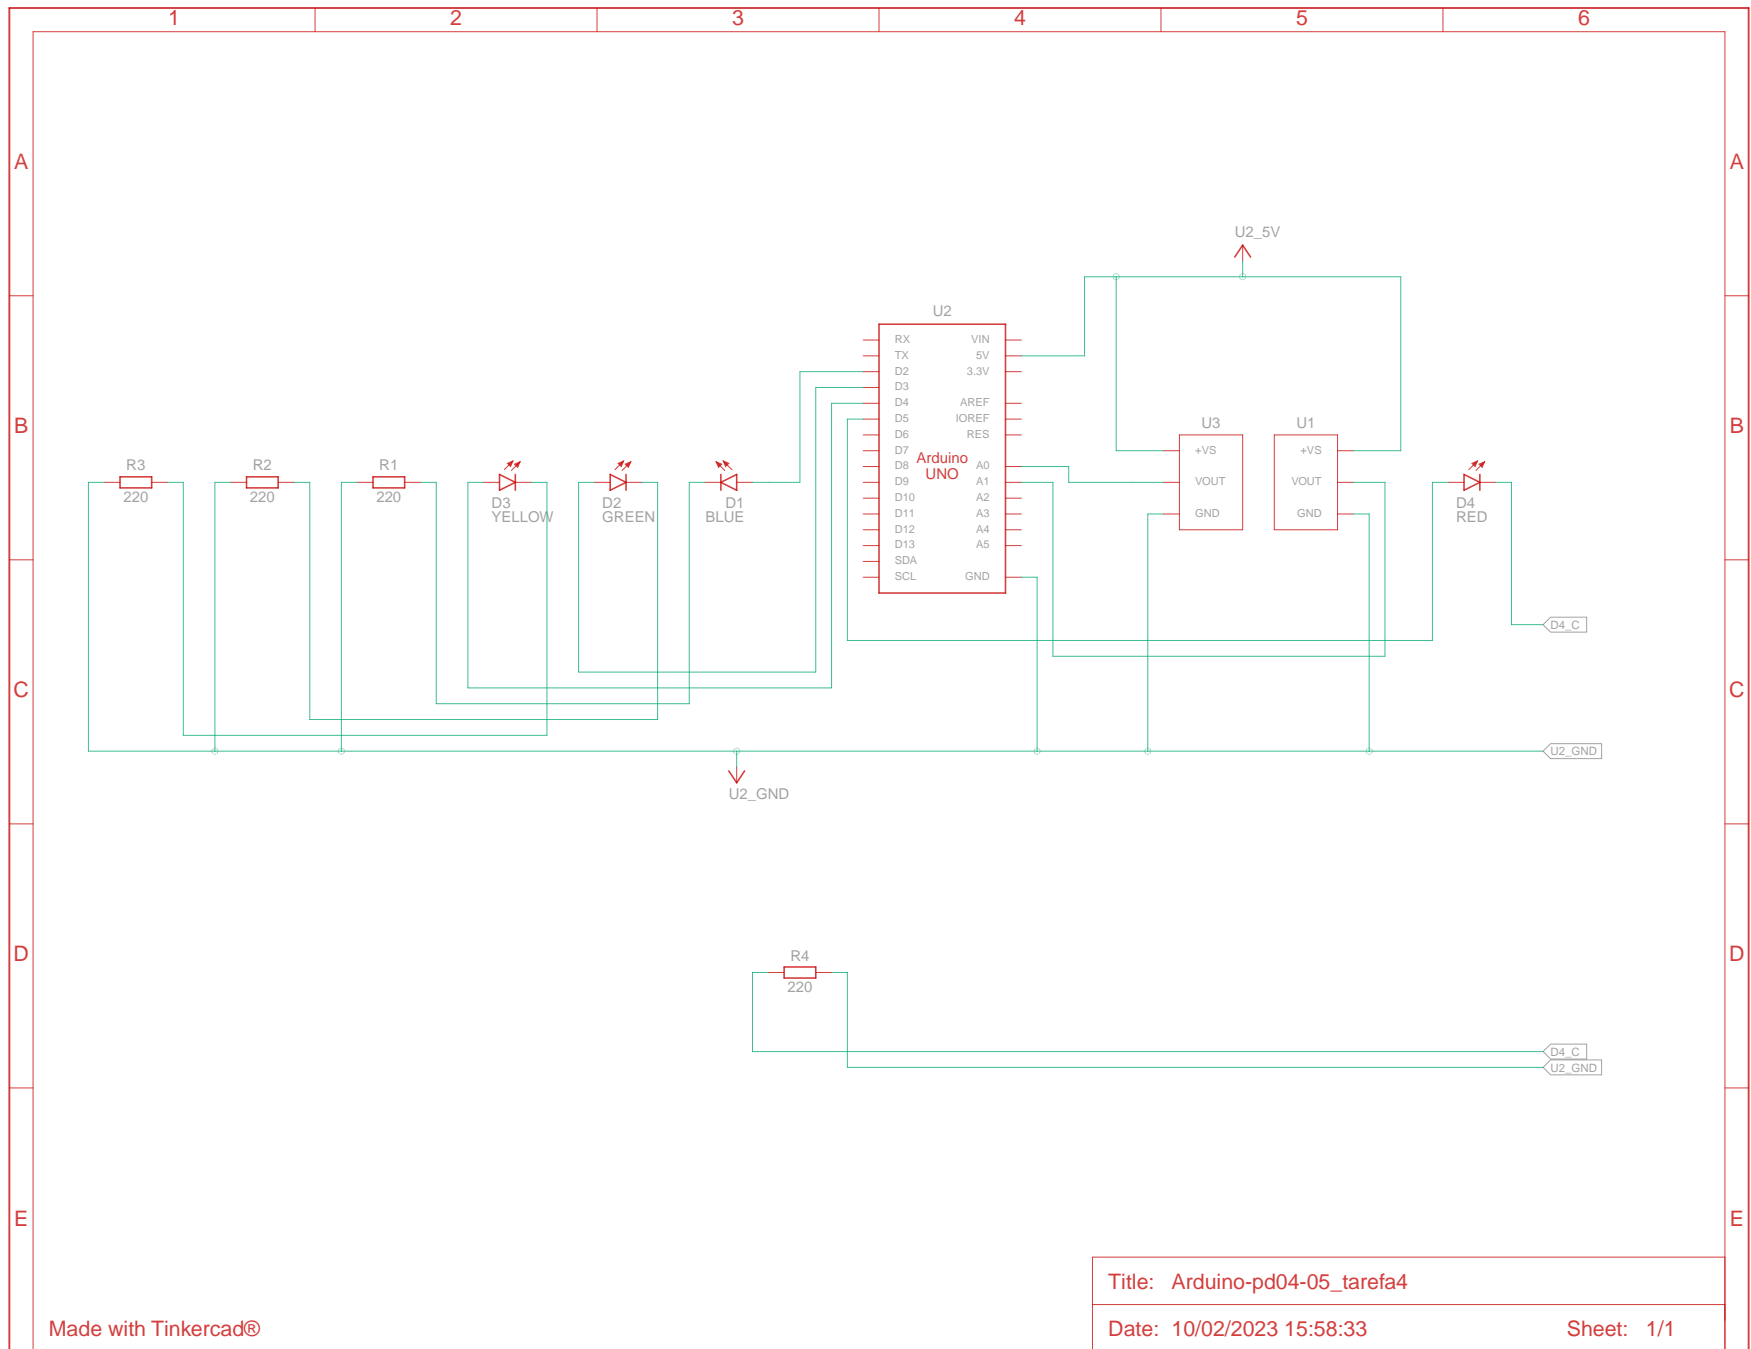 1 2 3 4 5 6
A A
U2_5V
U2
RX VIN
TX 5V
D2 3.3V
D3
D4 AREF
B B
D5 IOREF
U3 U1
D6 RES
D7 +VS +VS
Arduino
UNO
R3 R2 R1
D8 A0
D9 A1 VOUT VOUT
220 220 220
D10 A2
D3 D2 D1 D4
YELLOW GREEN BLUE RED
D11 A3 GND GND
D12 A4
D13 A5
SDA
SCL GND
D4_C
C C
U2_GND
U2_GND
D D
R4
220
D4_C
U2_GND
E E
Title: Arduino-pd04-05_tarefa4
Made with Tinkercad®
Date: 10/02/2023 15:58:33 Sheet: 1/1